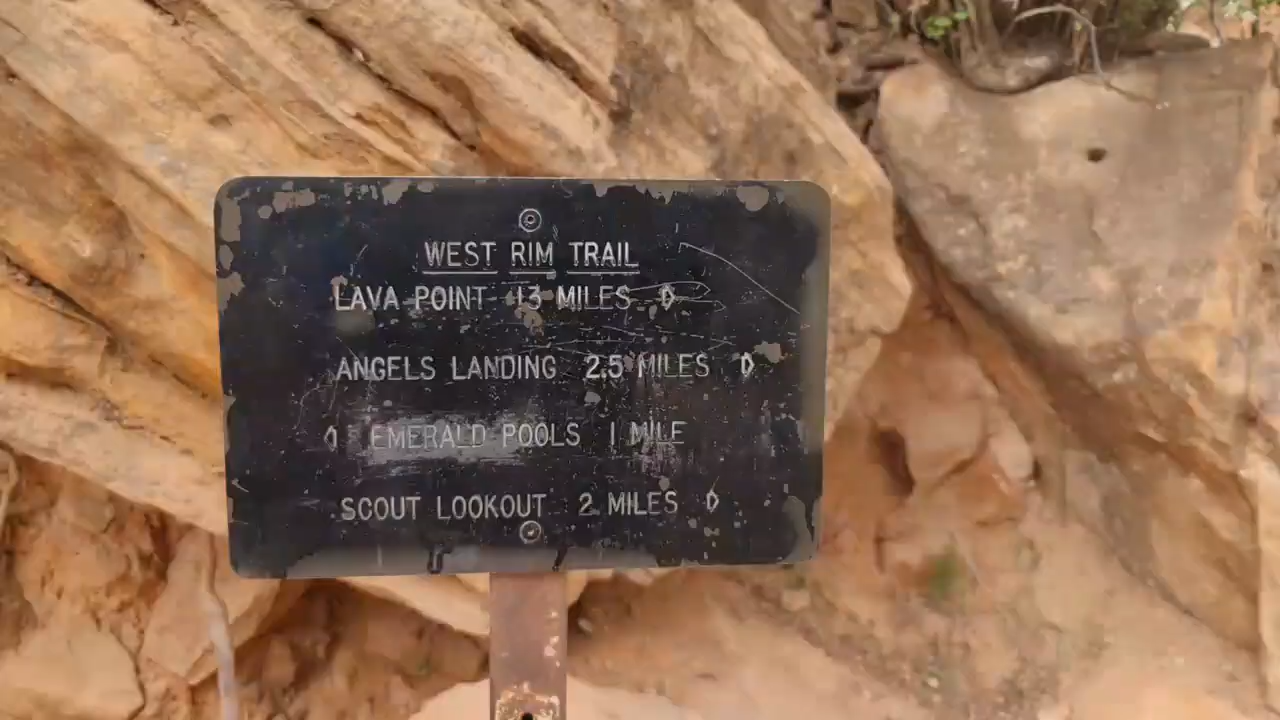 WEST RIM TRAIL
LAVA POINT 13 MILES
ANGELS LANDING 2.5 MILES
EMERALD POOLS 1 MILE
SCOUT LOOKOUT 2 MILES